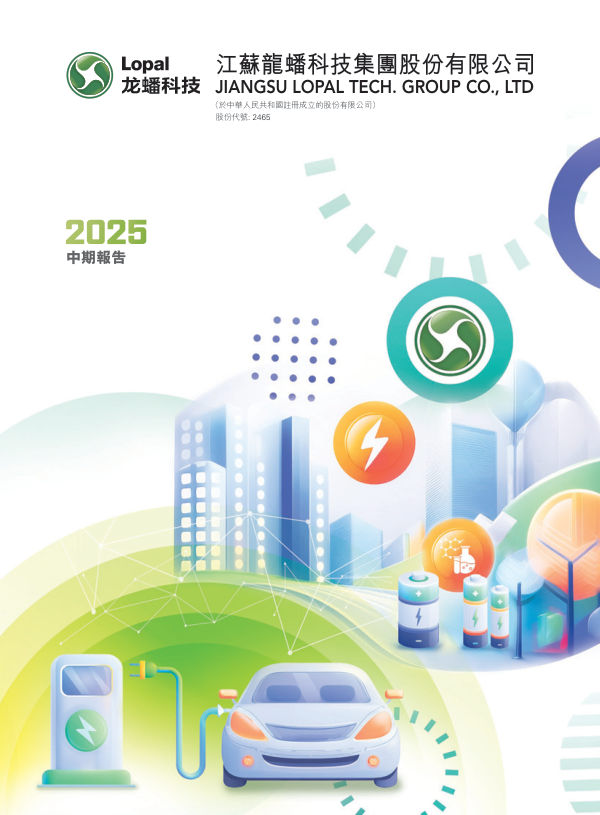 Lopal
龙蟠科技
江蘇龍蟠科技集團股份有限公司
JIANGSU LOPAL TECH. GROUP CO., LTD
(於中華人民共和國註冊成立的股份有限公司)
股份代號: 2465
2025
中期報告